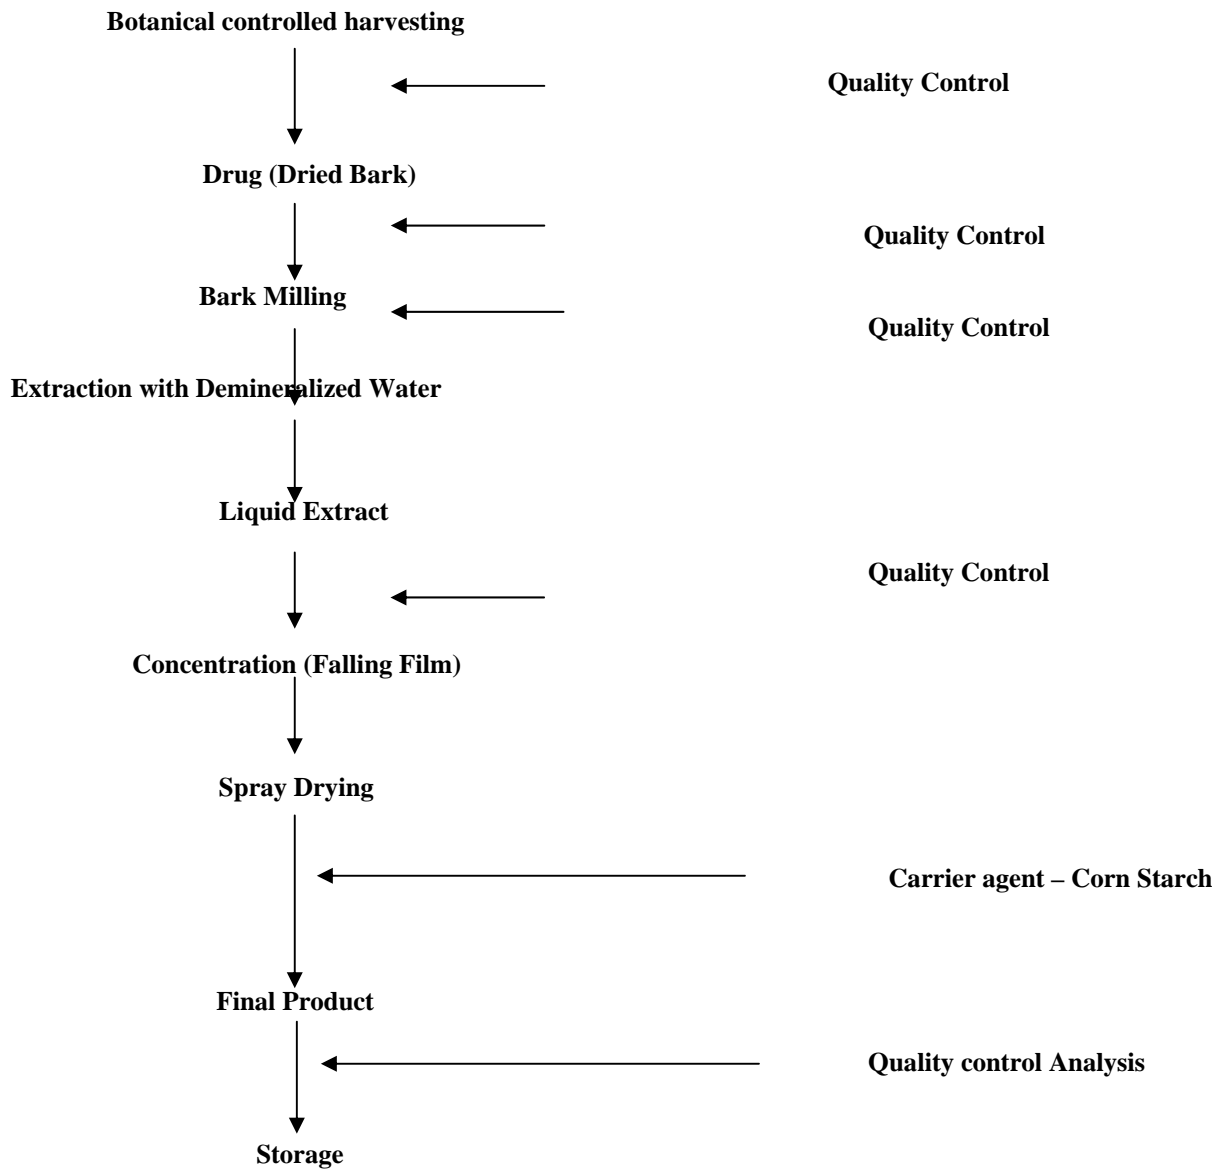 Botanical controlled harvesting
Quality Control
Drug (Dried Bark)
Quality Control
Bark Milling
Quality Control
Extraction with Demineralized Water
Liquid Extract
Quality Control
Concentration (Falling Film)
Spray Drying
Carrier agent – Corn Starch
Final Product
Quality control Analysis
Storage